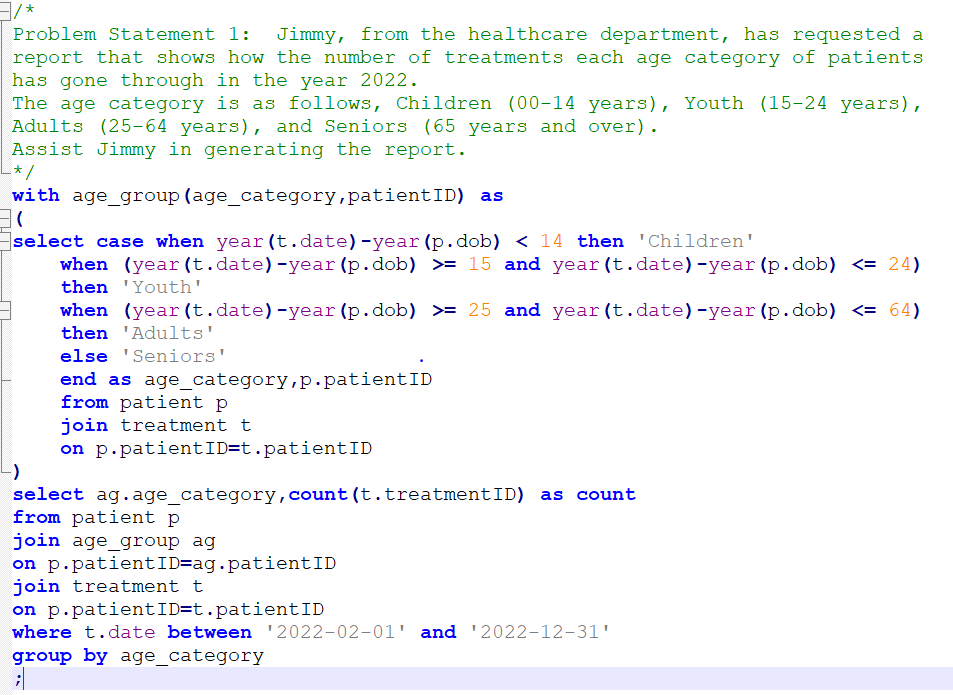 /*
Problem Statement 1:  Jimmy, from the healthcare department, has requested a
report that shows how the number of treatments each age category of patients
has gone through in the year 2022.
The age category is as follows, Children (00-14 years), Youth (15-24 years),
Adults (25-64 years), and Seniors (65 years and over).
Assist Jimmy in generating the report.
*/
with age_group(age_category,patientID) as
(
select case when year(t.date)-year(p.dob) < 14 then 'Children'
    when (year(t.date)-year(p.dob) >= 15 and year(t.date)-year(p.dob) <= 24)
    then 'Youth'
    when (year(t.date)-year(p.dob) >= 25 and year(t.date)-year(p.dob) <= 64)
    then 'Adults'
    else 'Seniors'                .
    end as age_category,p.patientID
    from patient p
    join treatment t
    on p.patientID=t.patientID
)
select ag.age_category,count(t.treatmentID) as count
from patient p
join age_group ag
on p.patientID=ag.patientID
join treatment t
on p.patientID=t.patientID
where t.date between '2022-02-01' and '2022-12-31'
group by age_category
;